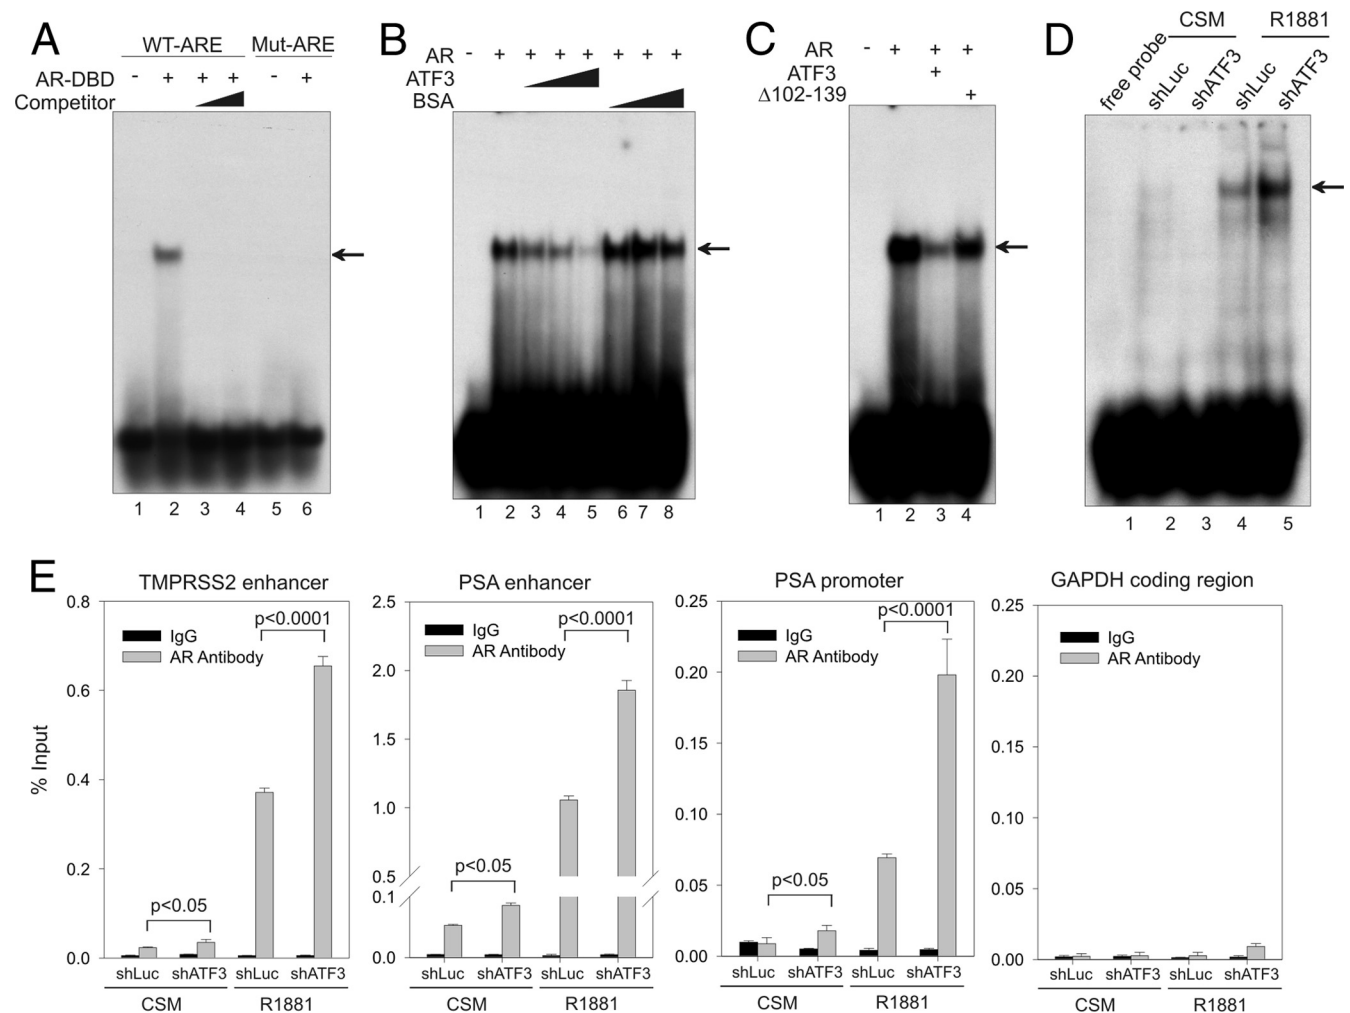 A
WT-ARE Mut-ARE
AR-DBD - + + + - +
Competitor
1 2 3 4 5 6
B
AR - + + + + + + +
ATF3
BSA
1 2 3 4 5 6 7 8
C
AR - + + +
ATF3 +
Δ102-139 +
1 2 3 4
D
CSM R1881
free probe shLuc shATF3 shLuc shATF3
1 2 3 4 5
E
% Input
TMPRSS2 enhancer
0.8
0.6
0.4
0.2
0.0
IgG
AR Antibody
p<0.0001
p<0.05
shLuc shATF3 shLuc shATF3
CSM R1881
PSA enhancer
2.5
2.0
1.5
1.0
0.5
0.1
0.0
IgG
AR Antibody
p<0.0001
p<0.05
shLuc shATF3 shLuc shATF3
CSM R1881
PSA promoter
0.25
0.20
0.15
0.10
0.05
0.00
IgG
AR Antibody
p<0.0001
p<0.05
shLuc shATF3 shLuc shATF3
CSM R1881
GAPDH coding region
0.25
0.20
0.15
0.10
0.05
0.00
IgG
AR Antibody
shLuc shATF3 shLuc shATF3
CSM R1881